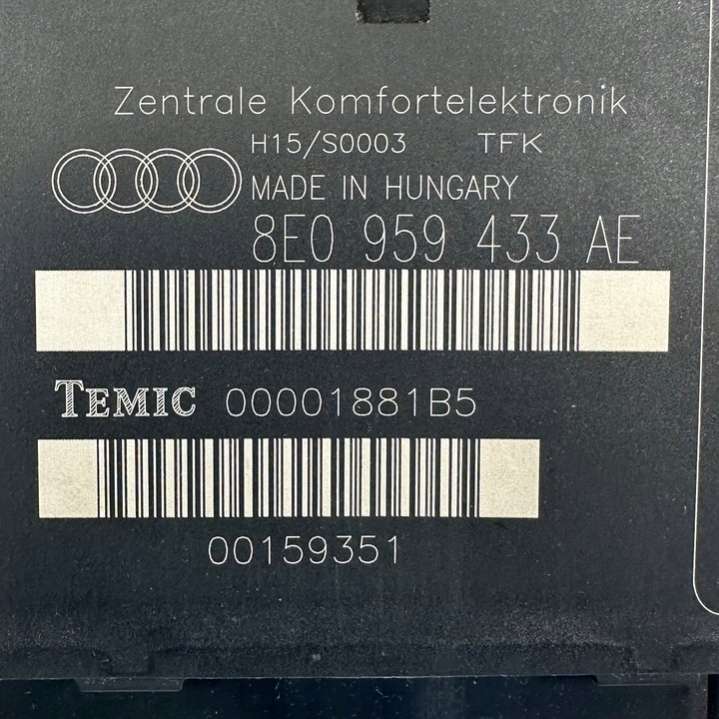 Zentrale Komfortelektronik
H15/S0003 TFK
MADE IN HUNGARY
8E0 959 433 AE
TEMIC 00001881B5
00159351